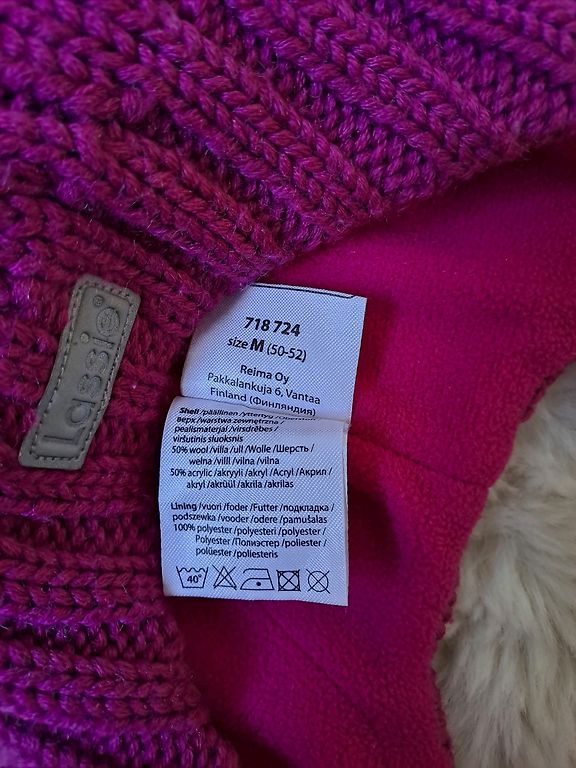 Lassie®
718 724
size M (50-52)
Reima Oy
Pakkalankuja 6, Vantaa
Finland (Финляндия)
Shell /päällinen /yttertyg /
верх /warstwa zewnętrzna /
pealismaterjal /virsdrēbes /
viršutinis sluoksnis
50% wool /villa /ull /Wolle /Шерсть /
wełna /vill /vilna /vilna
50% acrylic /akryyli /akryl /Acryl /Акрил /
akryl /akrüül /akrila /akrilas
Lining /vuori /foder /Futter /подкладка /
podszewka /vooder /odere /pamušalas
100% polyester /polyesteri /polyester /
Polyester /Полиэстер /poliester /
polüester /poliesteris
40°